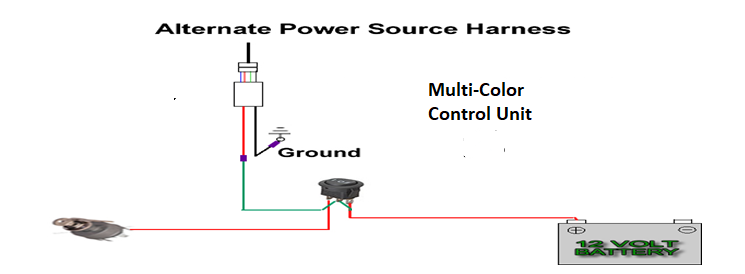 Alternate Power Source Harness
Multi-Color
Control Unit
Ground
12 VOLT
BATTERY